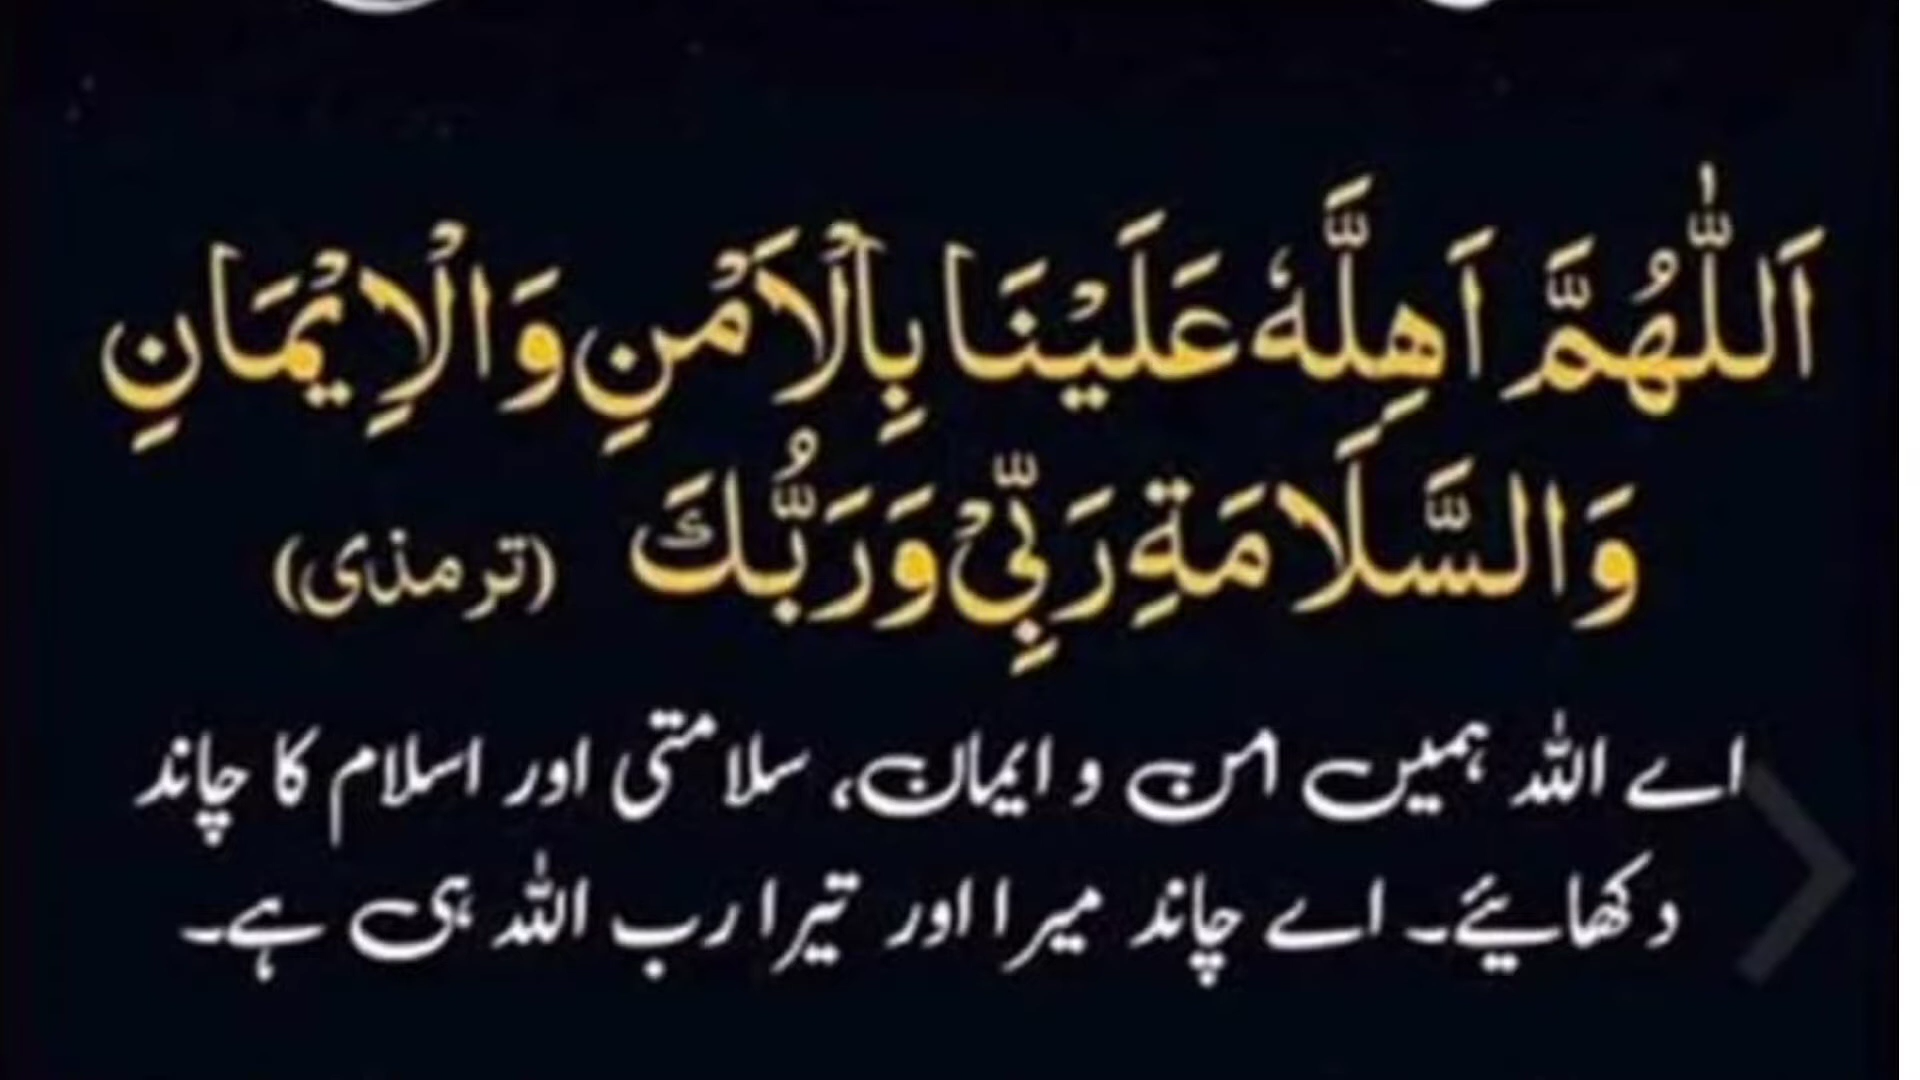 اَللّٰهُمَّ اَهِلَّهٗ عَلَيْنَا بِالْاَمْنِ وَالْاِيْمَانِ
وَالسَّلَامَةِ رَبِّيْ وَرَبُّكَ (ترمذی)
اے اللہ ہمیں امن و ایمان، سلامتی اور اسلام کا چاند
دکھائیے۔ اے چاند میرا اور تیرا رب اللہ ہی ہے۔